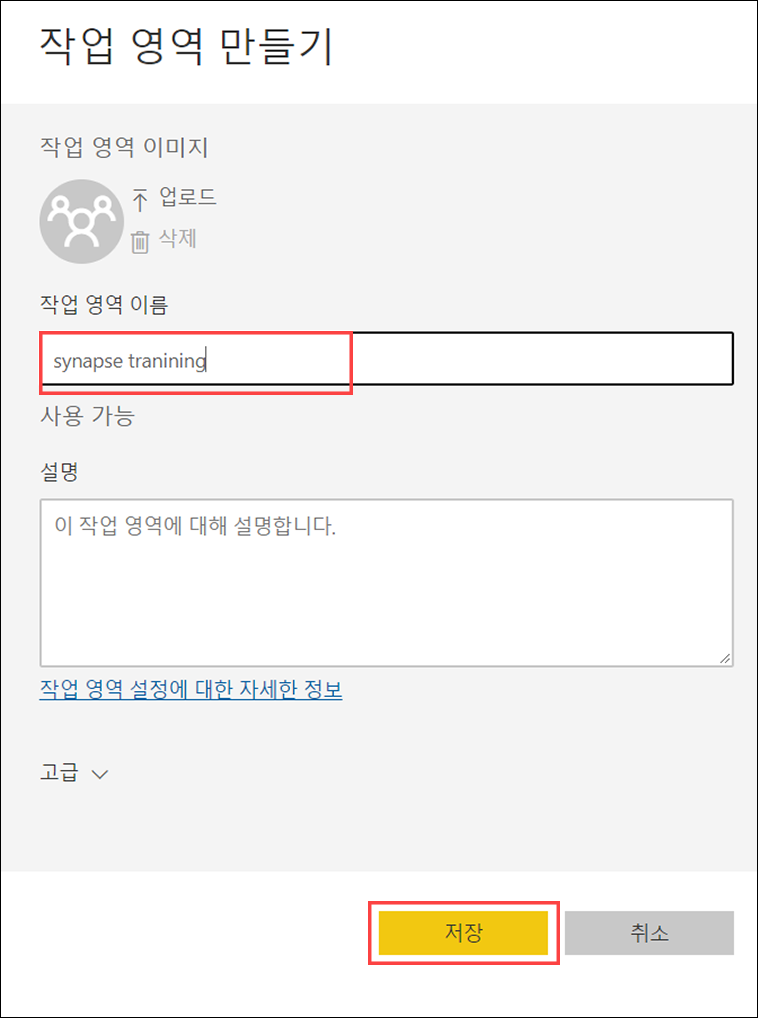 작업 영역 만들기
작업 영역 이미지
업로드
삭제
작업 영역 이름
synapse tranining
사용 가능
설명
이 작업 영역에 대해 설명합니다.
작업 영역 설정에 대한 자세한 정보
고급
저장 취소